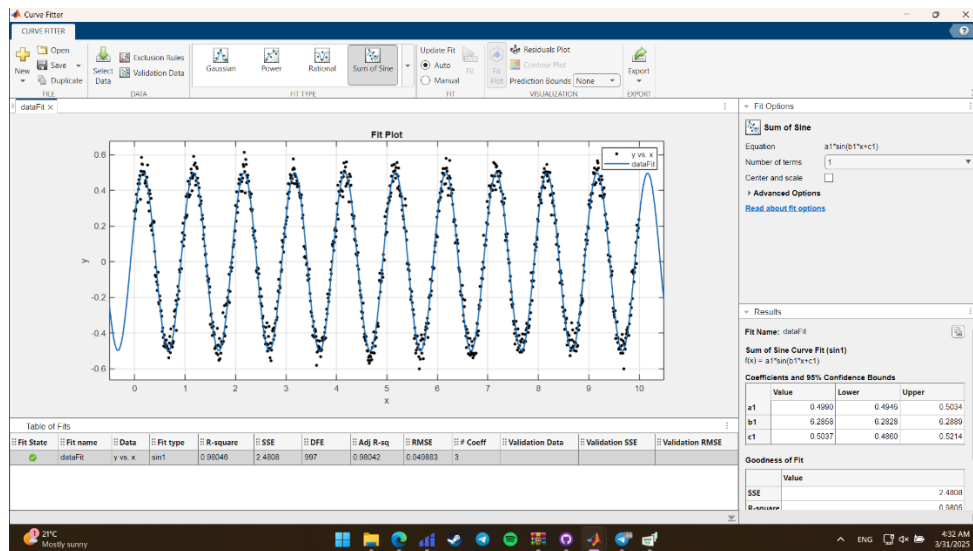 Curve Fitter
CURVE FITTER
New
Open
Save
Duplicate
FILE
Select Data
Exclusion Rules
Validation Data
DATA
Gaussian
Power
Rational
Sum of Sine
FIT TYPE
Update Fit
Auto
Manual
Fit
FIT
Fit Plot
Residuals Plot
Contour Plot
Prediction Bounds None
VISUALIZATION
Export
EXPORT
dataFit
Fit Plot
y vs. x
dataFit
0.6
0.4
0.2
0
-0.2
-0.4
-0.6
y
0 1 2 3 4 5 6 7 8 9 10
x
Fit Options
Sum of Sine
Equation a1*sin(b1*x+c1)
Number of terms 1
Center and scale
Advanced Options
Read about fit options
Results
Fit Name: dataFit
Sum of Sine Curve Fit (sin1)
f(x) = a1*sin(b1*x+c1)
Coefficients and 95% Confidence Bounds
Value Lower Upper
a1 0.4990 0.4945 0.5034
b1 6.2858 6.2828 6.2889
c1 0.5037 0.4860 0.5214
Goodness of Fit
Value
SSE 2.4808
R-square 0.9805
Table of Fits
Fit State Fit name Data Fit type R-square SSE DFE Adj R-sq RMSE # Coeff Validation Data Validation SSE Validation RMSE
dataFit y vs. x sin1 0.98046 2.4808 997 0.98042 0.049883 3
21°C
Mostly sunny
ENG
4:32 AM
3/31/2025